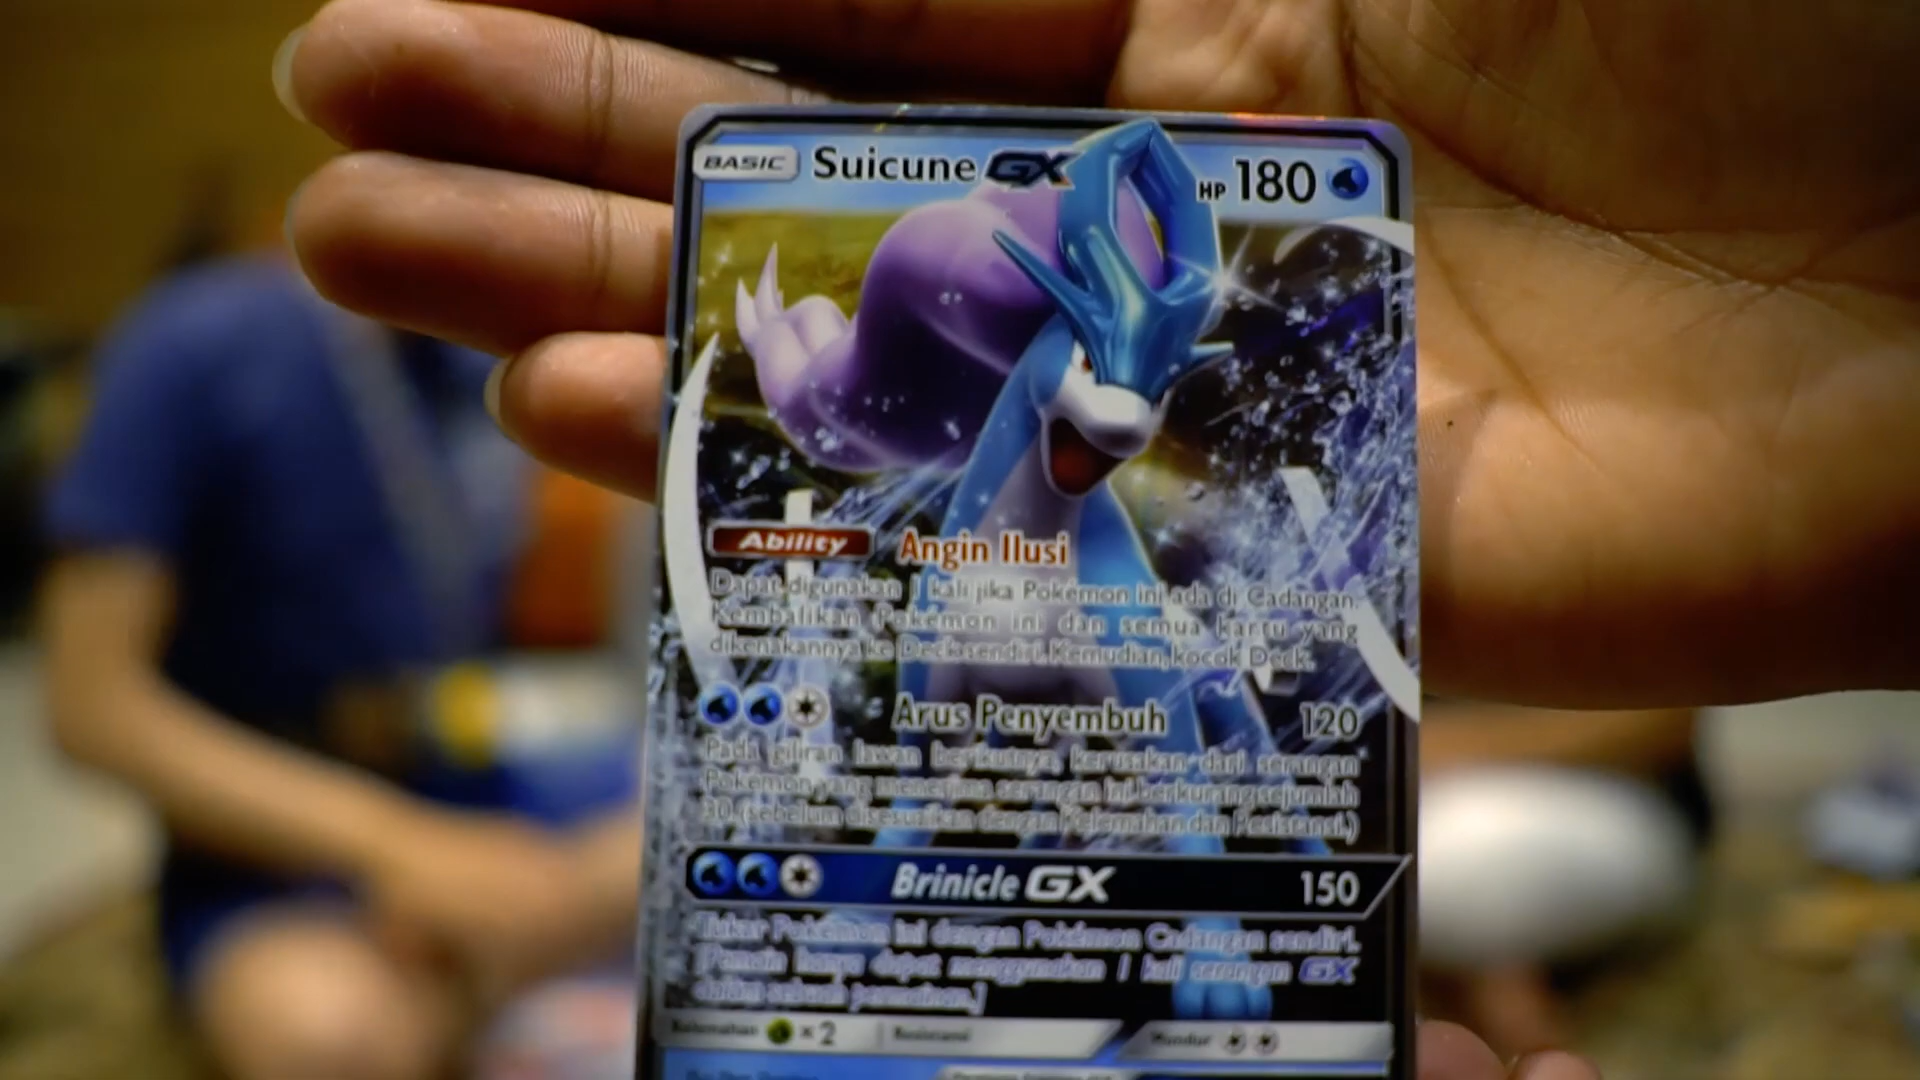 BASIC Suicune GX HP 180
Ability Angin Ilusi
Dapat digunakan 1 kali jika Pokémon ini ada di Cadangan.
Kembalikan Pokémon ini dan semua kartu yang
dikenakannya ke Deck sendiri. Kemudian, kocok Deck.
Arus Penyembuh 120
Pada giliran lawan berikutnya, kerusakan dari serangan
Pokémon yang menerima serangan ini berkurang sejumlah
30. (sebelum disesuaikan dengan Kelemahan dan Resistansi.)
Brinicle GX 150
Tukar Pokémon ini dengan Pokémon Cadangan sendiri.
[Pemain hanya dapat menggunakan 1 kali serangan GX
dalam sebuah permainan.]
Kelemahan ×2 Resistansi Mundur